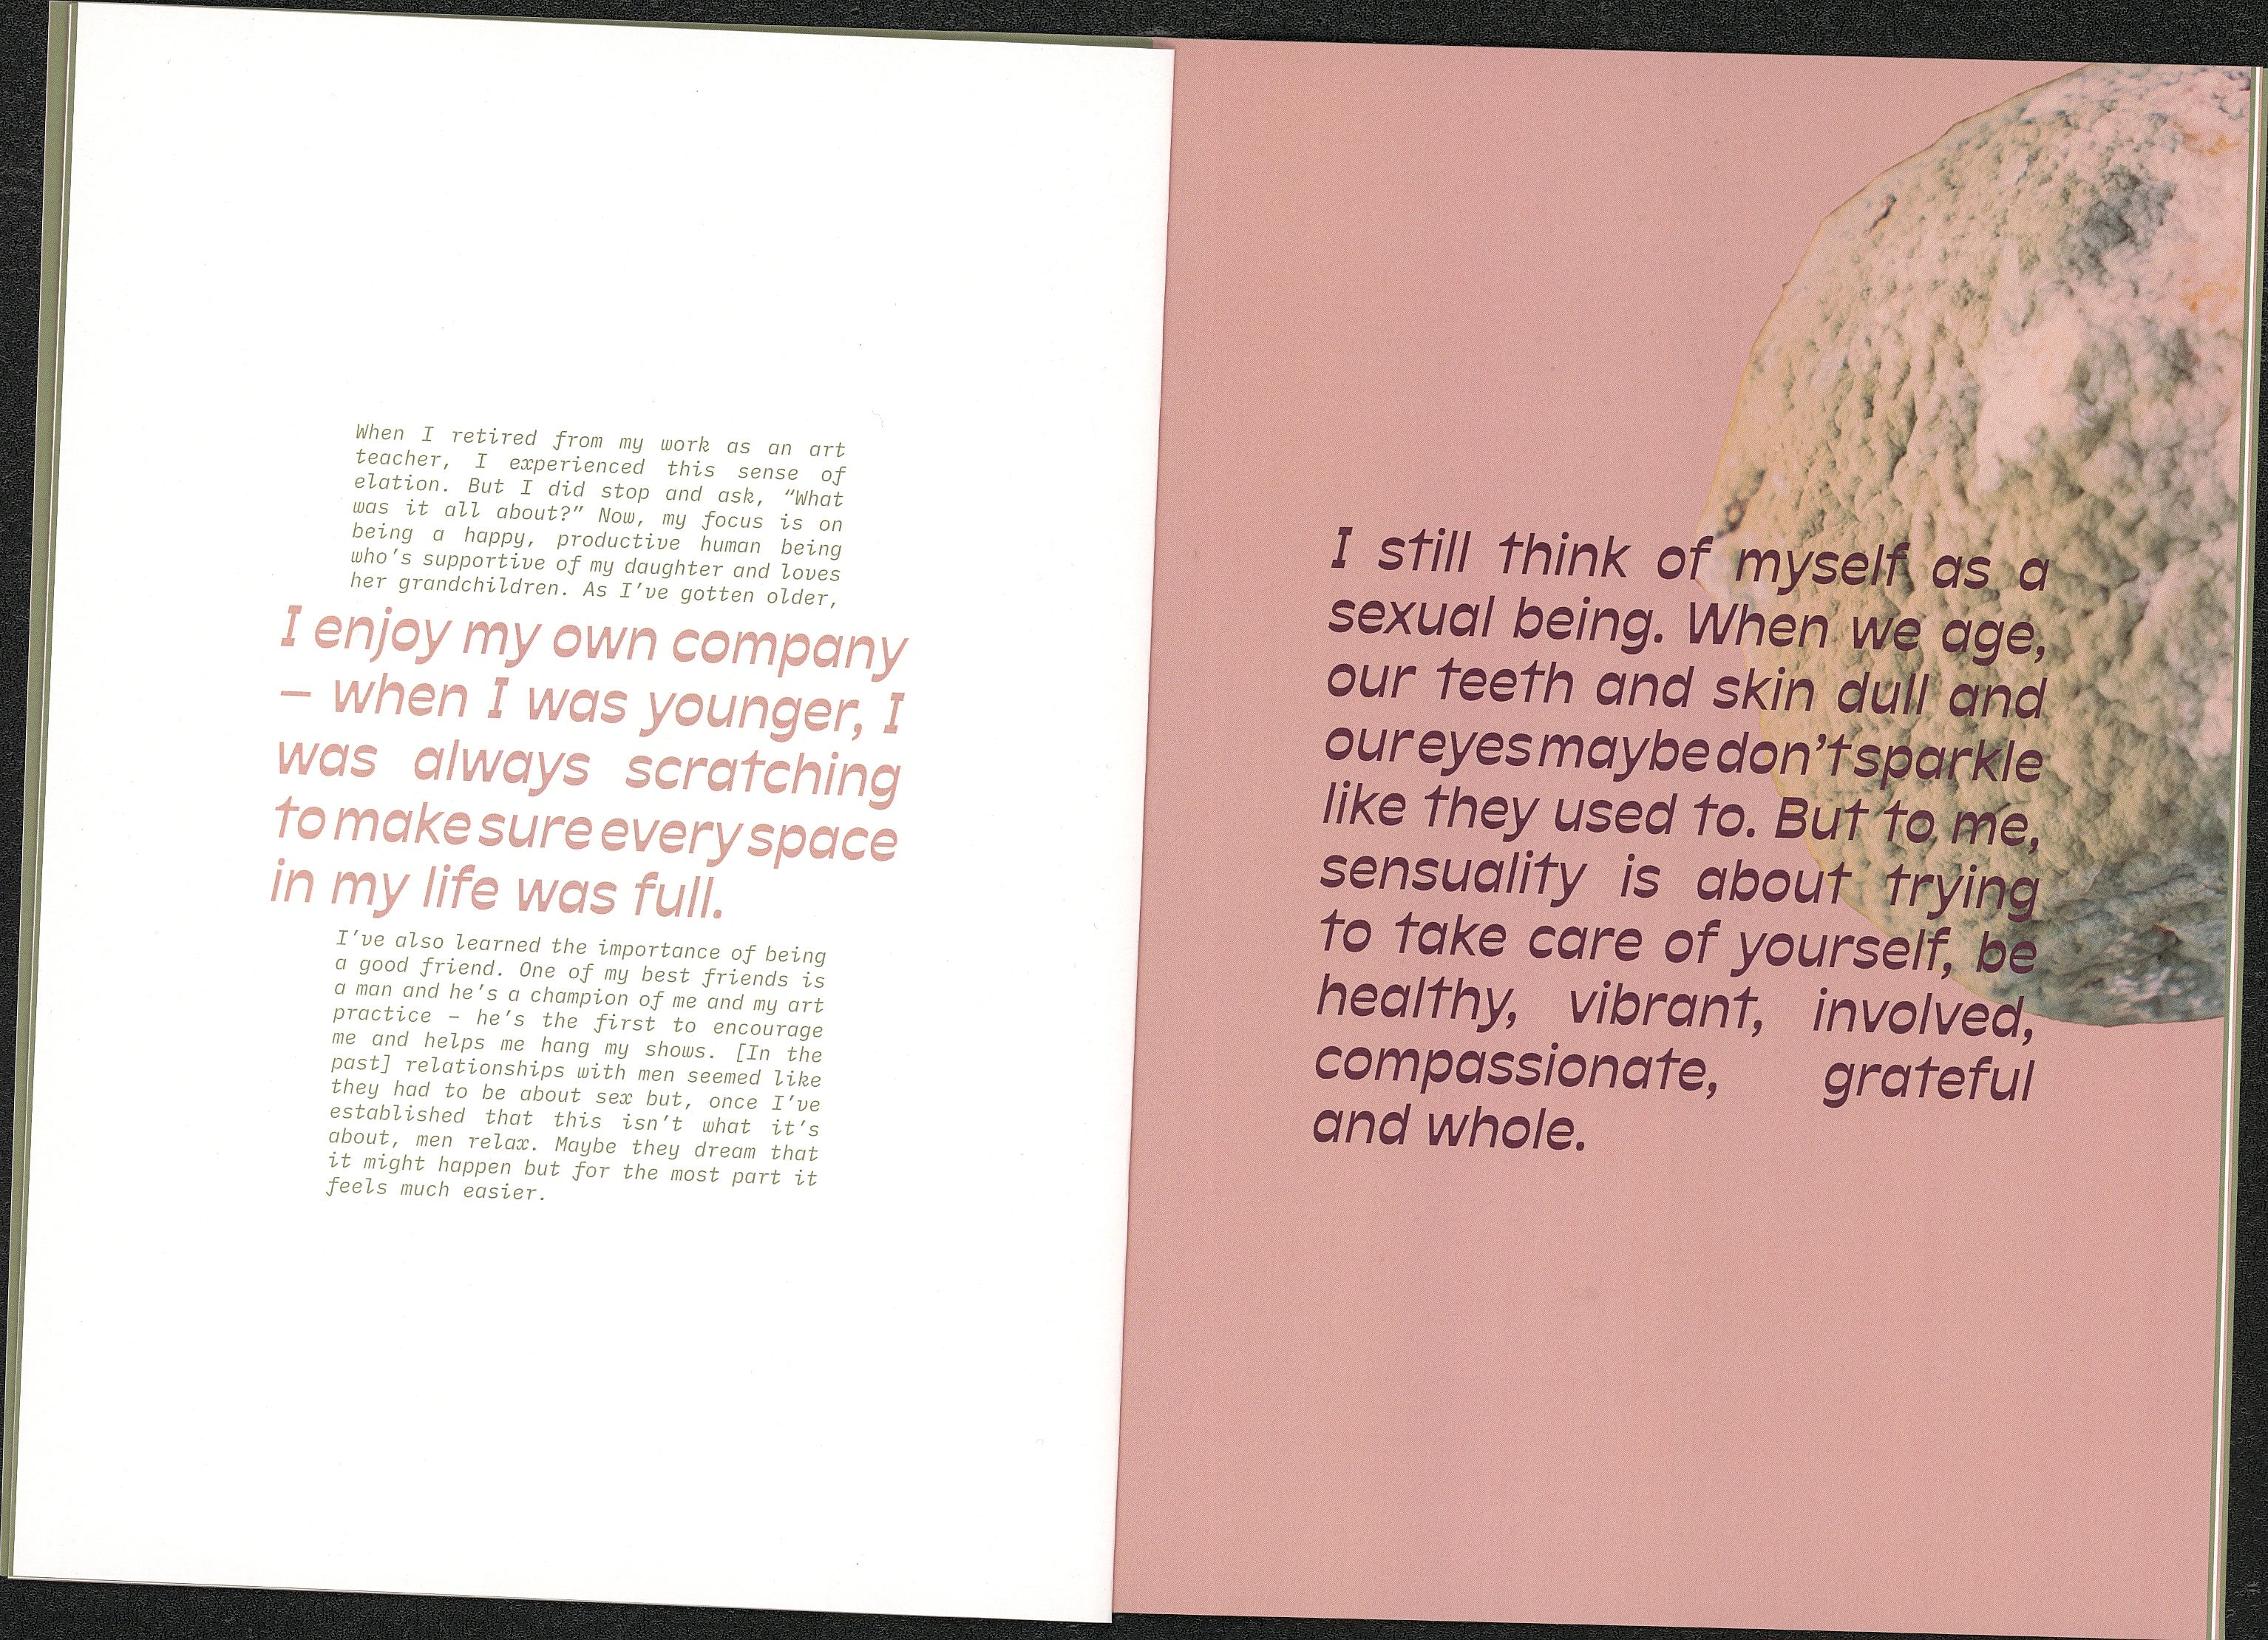 When I retired from my work as an art
teacher, I experienced this sense of
elation. But I did stop and ask, “What
was it all about?” Now, my focus is on
being a happy, productive human being
who’s supportive of my daughter and loves
her grandchildren. As I’ve gotten older,
I enjoy my own company
– when I was younger, I
was always scratching
to make sure every space
in my life was full.
I’ve also learned the importance of being
a good friend. One of my best friends is
a man and he’s a champion of me and my art
practice – he’s the first to encourage
me and helps me hang my shows. [In the
past] relationships with men seemed like
they had to be about sex but, once I’ve
established that this isn’t what it’s
about, men relax. Maybe they dream that
it might happen but for the most part it
feels much easier.
I still think of myself as a
sexual being. When we age,
our teeth and skin dull and
our eyes maybe don’t sparkle
like they used to. But to me,
sensuality is about trying
to take care of yourself, be
healthy, vibrant, involved,
compassionate, grateful
and whole.